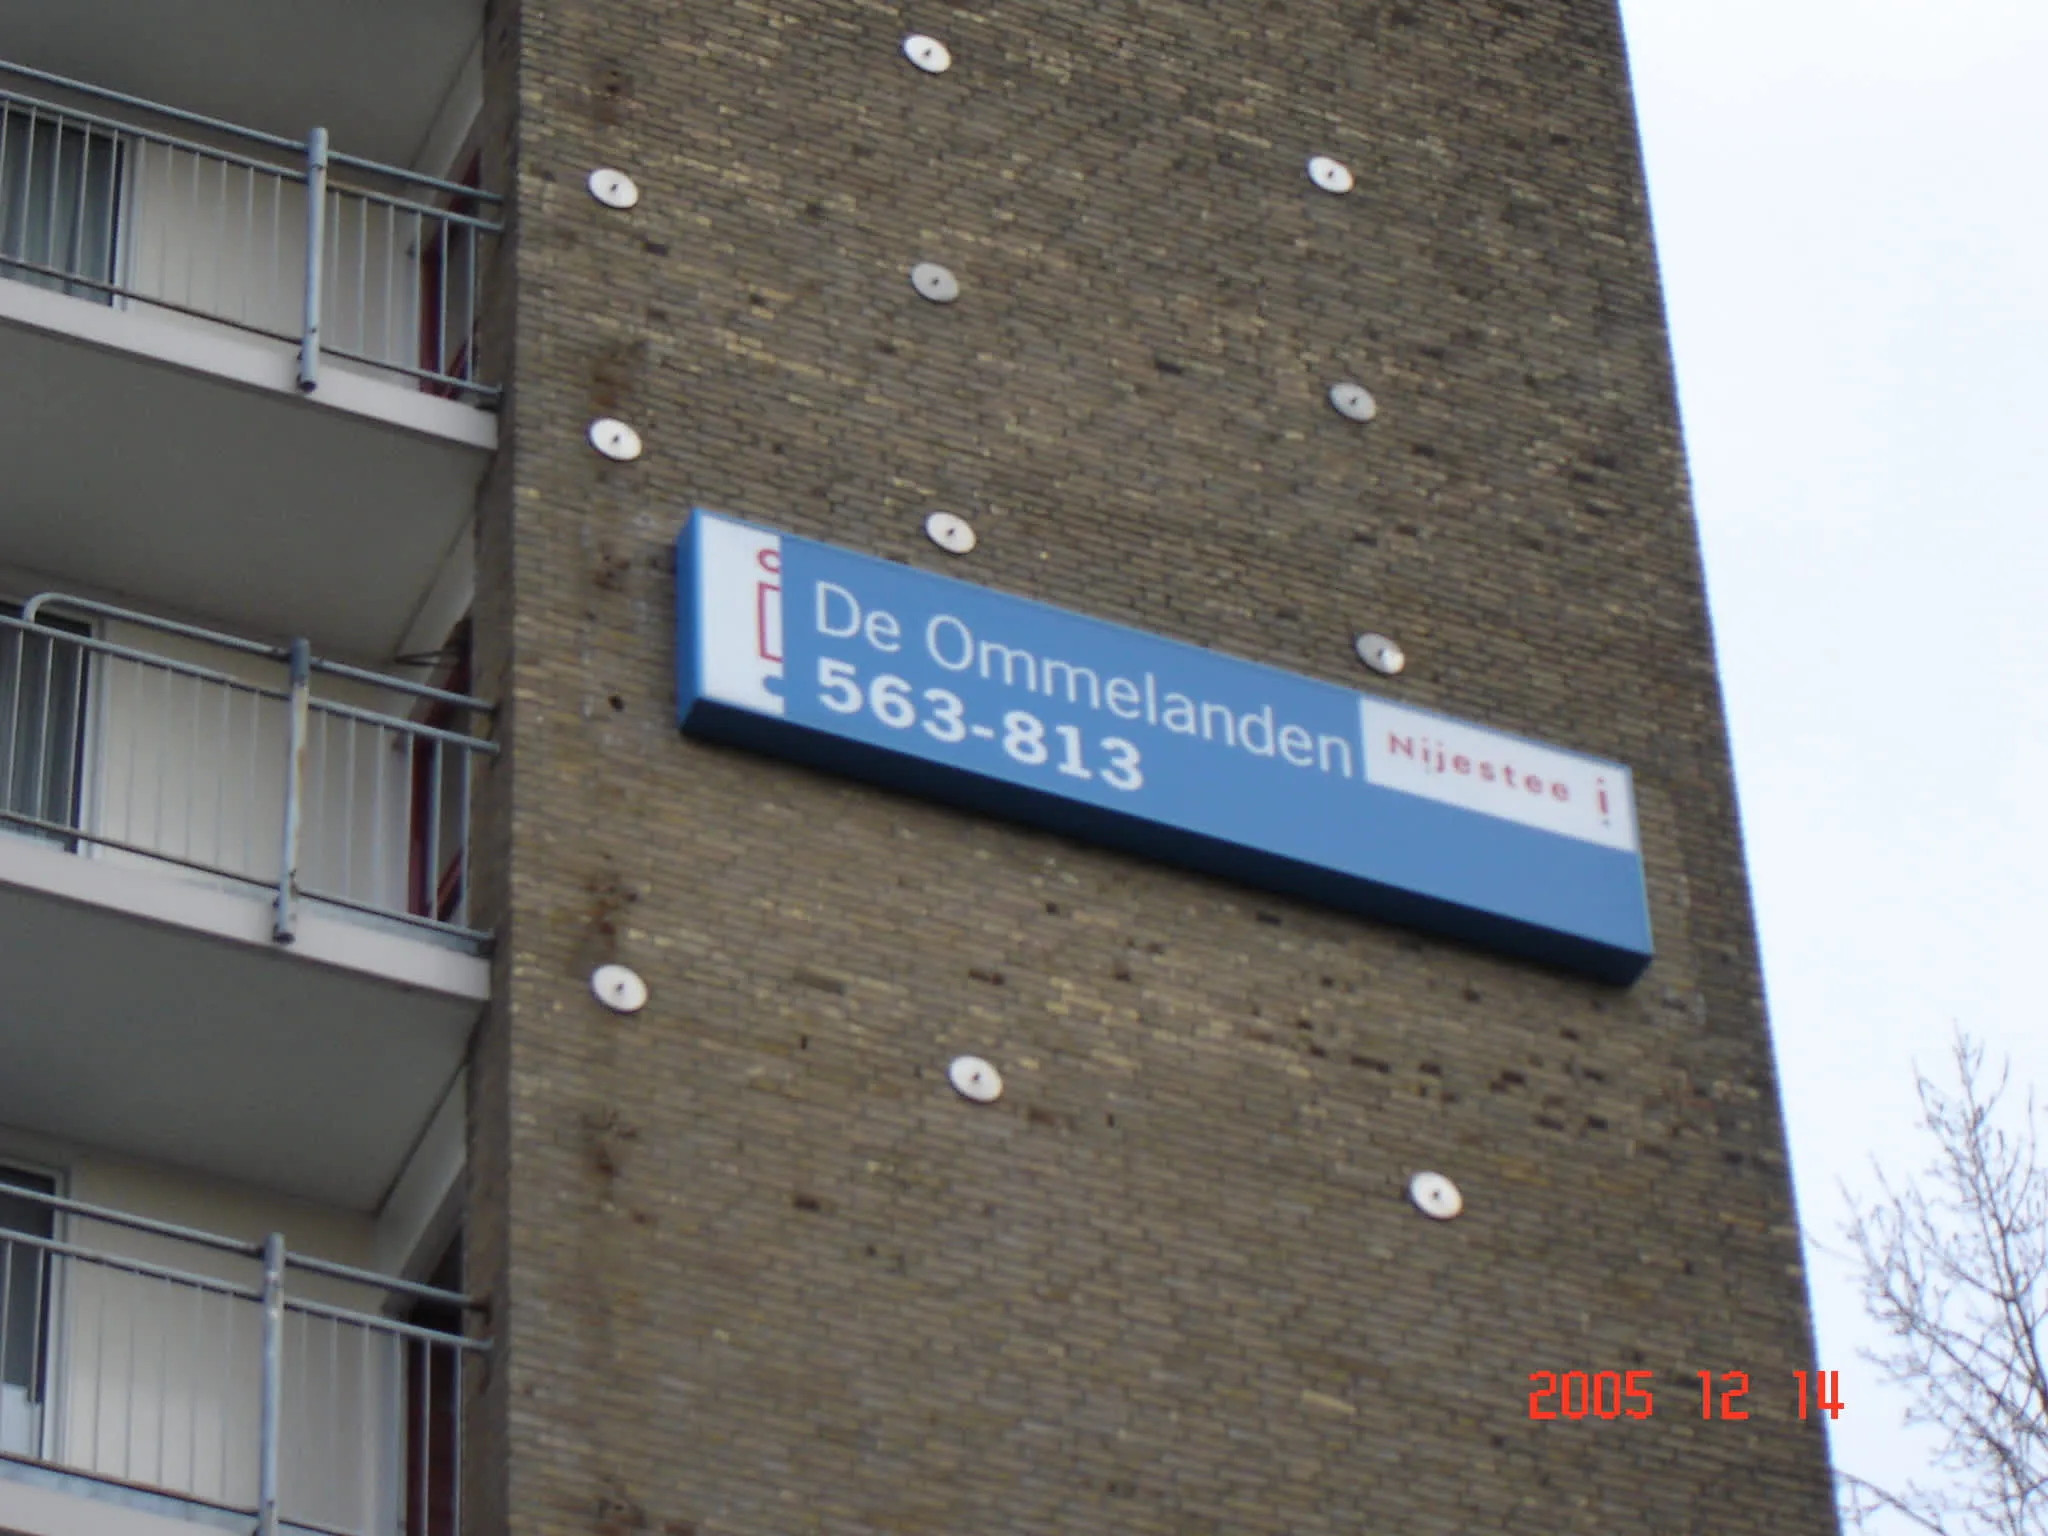 De Ommelanden
563-813
Nijestee
2005 12 14